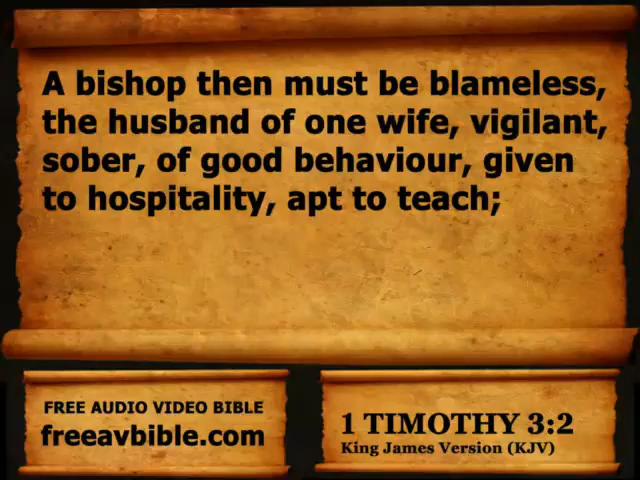 A bishop then must be blameless,
the husband of one wife, vigilant,
sober, of good behaviour, given
to hospitality, apt to teach;
FREE AUDIO VIDEO BIBLE
freeavbible.com
1 TIMOTHY 3:2
King James Version (KJV)